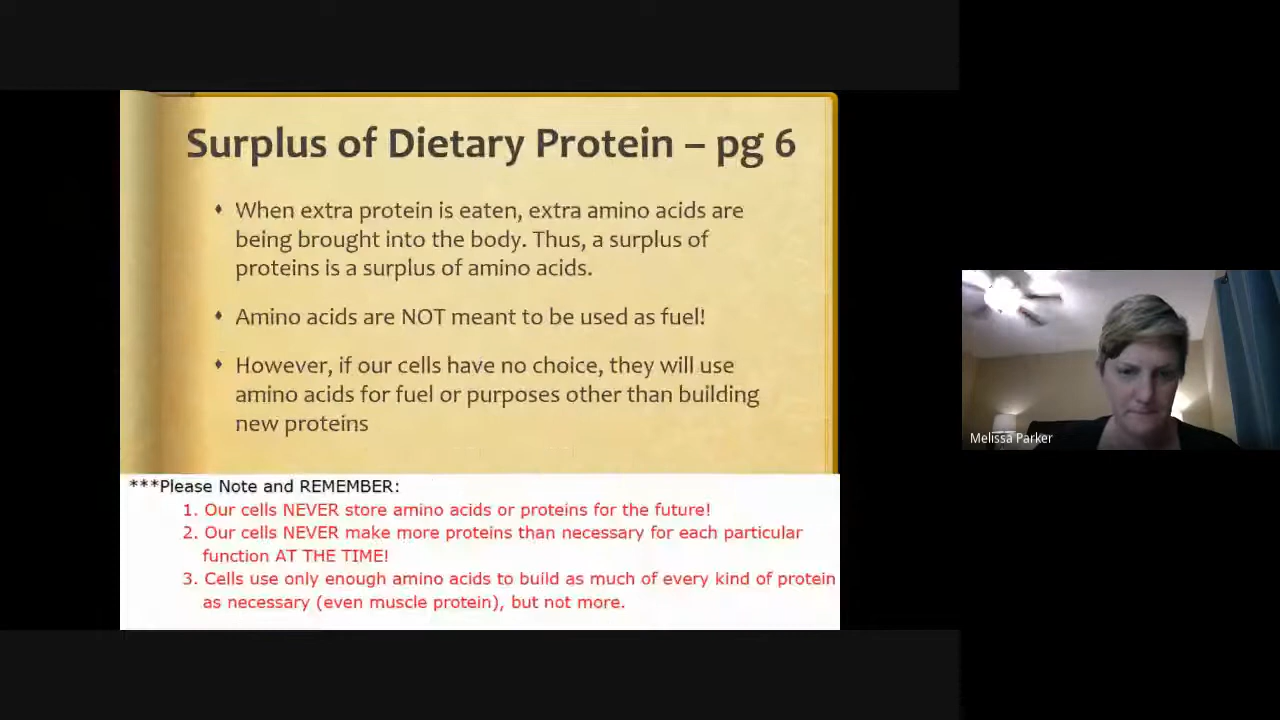 Surplus of Dietary Protein – pg 6
When extra protein is eaten, extra amino acids are
being brought into the body. Thus, a surplus of
proteins is a surplus of amino acids.
Amino acids are NOT meant to be used as fuel!
However, if our cells have no choice, they will use
amino acids for fuel or purposes other than building
new proteins
***Please Note and REMEMBER:
1. Our cells NEVER store amino acids or proteins for the future!
2. Our cells NEVER make more proteins than necessary for each particular
function AT THE TIME!
3. Cells use only enough amino acids to build as much of every kind of protein
as necessary (even muscle protein), but not more.
Melissa Parker